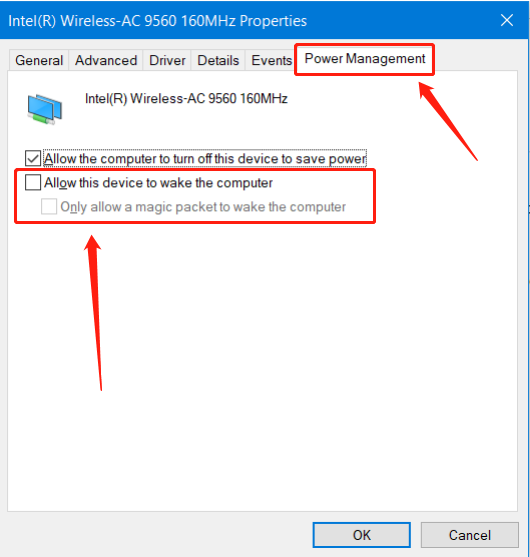 Intel(R) Wireless-AC 9560 160MHz Properties
General Advanced Driver Details Events Power Management
Intel(R) Wireless-AC 9560 160MHz
Allow the computer to turn off this device to save power
Allow this device to wake the computer
Only allow a magic packet to wake the computer
OK Cancel